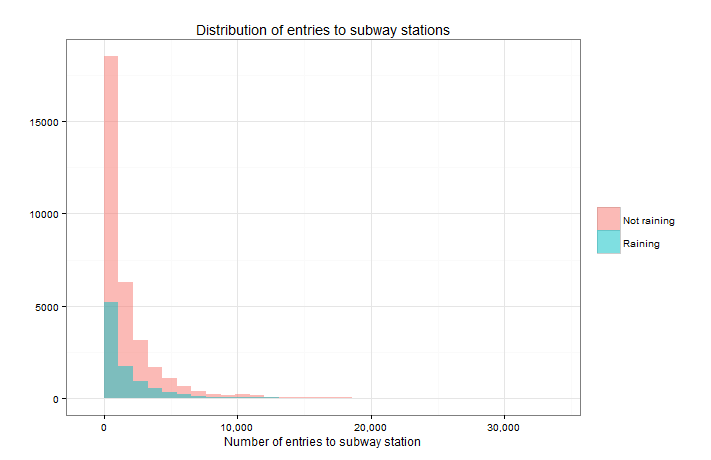 Distribution of entries to subway stations
15000
10000
5000
0
0 10,000 20,000 30,000
Number of entries to subway station
Not raining
Raining